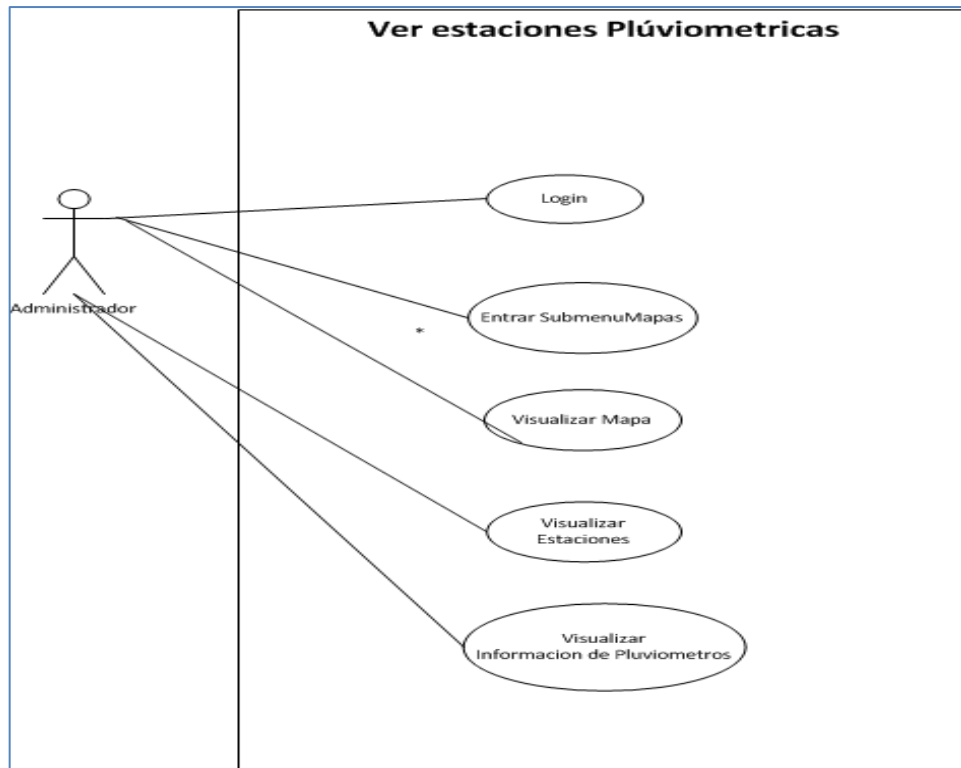 Ver estaciones Plúviometricas
Login
Administrador
Entrar SubmenuMapas
*
Visualizar Mapa
Visualizar
Estaciones
Visualizar
Informacion de Pluviometros